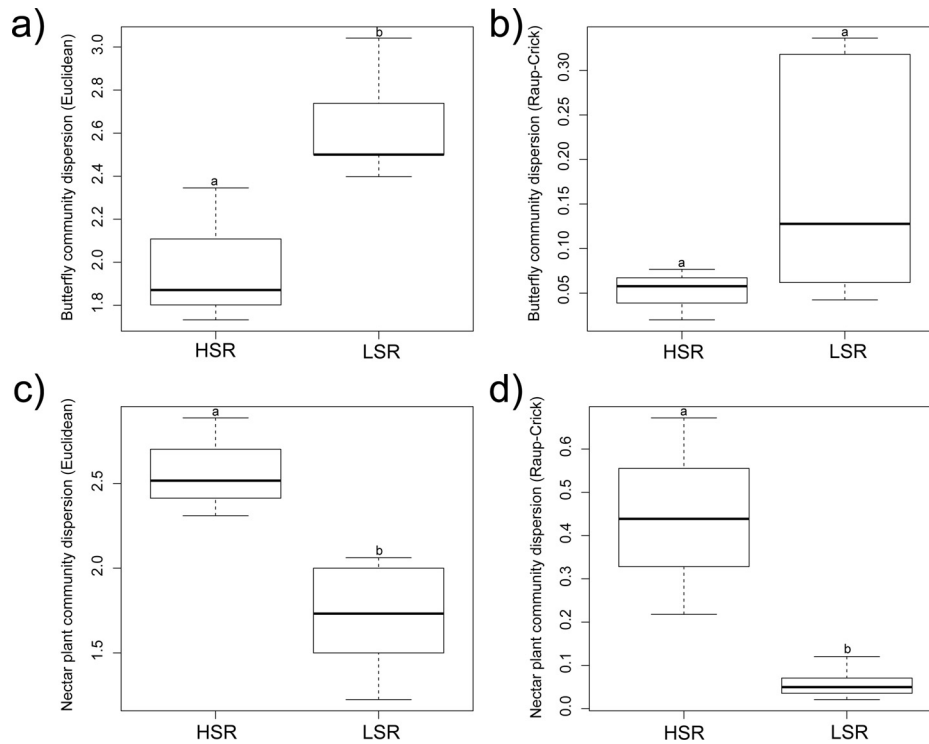 a)
Butterfly community dispersion (Euclidean)
3.0
2.8
2.6
2.4
2.2
2.0
1.8
a
b
HSR
LSR
b)
Butterfly community dispersion (Raup-Crick)
0.30
0.25
0.20
0.15
0.10
0.05
a
a
HSR
LSR
c)
Nectar plant community dispersion (Euclidean)
2.5
2.0
1.5
a
b
HSR
LSR
d)
Nectar plant community dispersion (Raup-Crick)
0.6
0.5
0.4
0.3
0.2
0.1
0.0
a
b
HSR
LSR